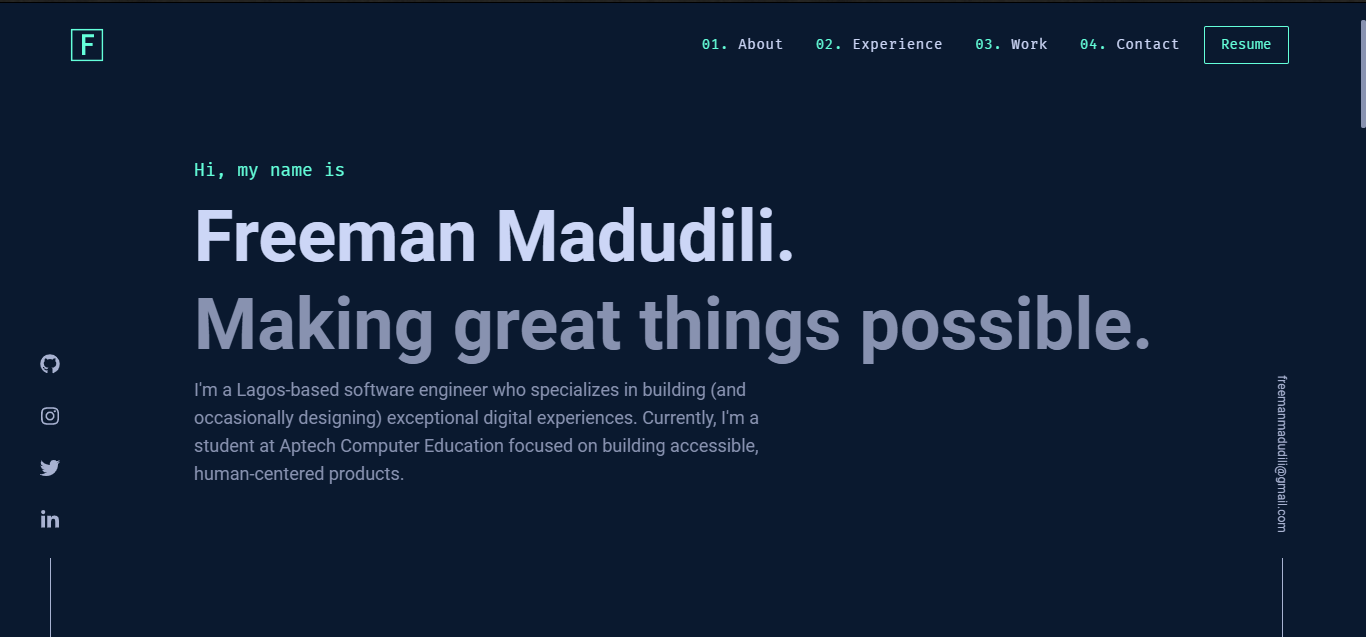 F
01. About
02. Experience
03. Work
04. Contact
Resume
Hi, my name is
Freeman Madudili.
Making great things possible.
I'm a Lagos-based software engineer who specializes in building (and
occasionally designing) exceptional digital experiences. Currently, I'm a
student at Aptech Computer Education focused on building accessible,
human-centered products.
in
freemanmadudili@gmail.com